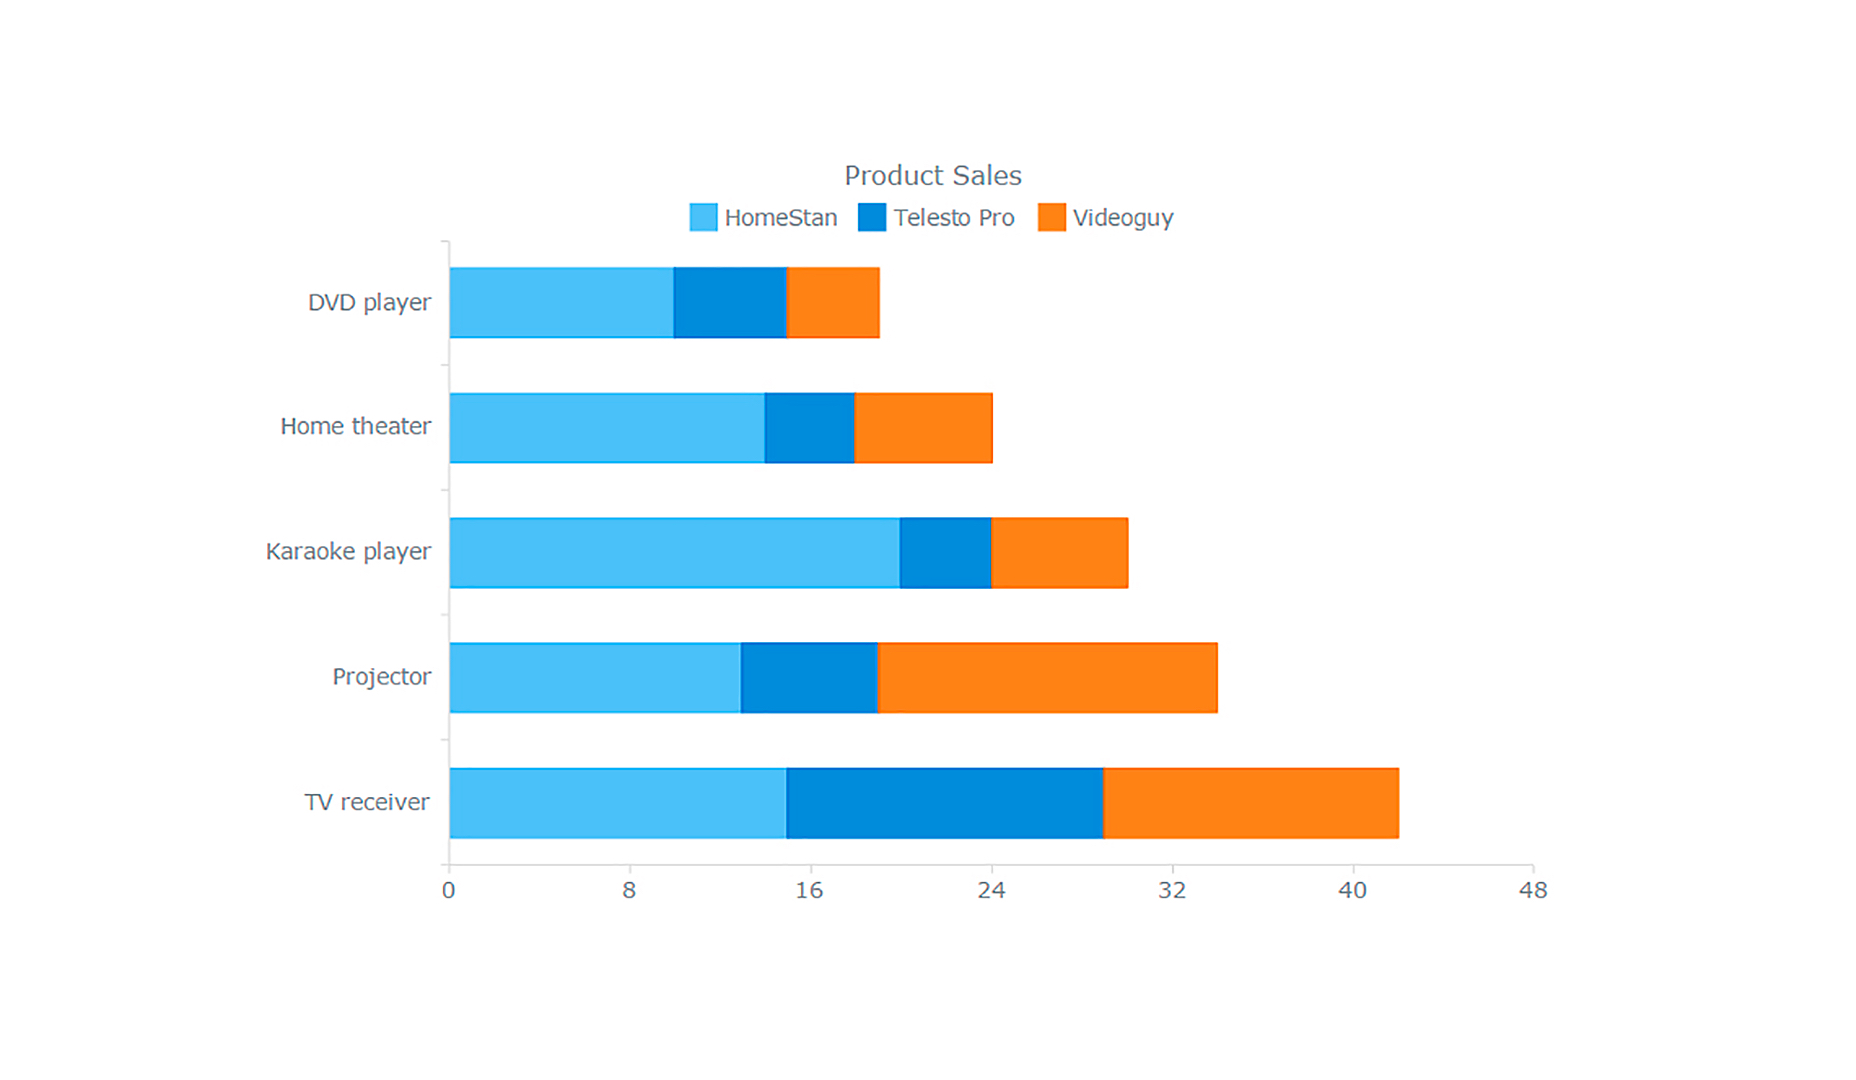 Product Sales
HomeStan Telesto Pro Videoguy
DVD player
Home theater
Karaoke player
Projector
TV receiver
0 8 16 24 32 40 48